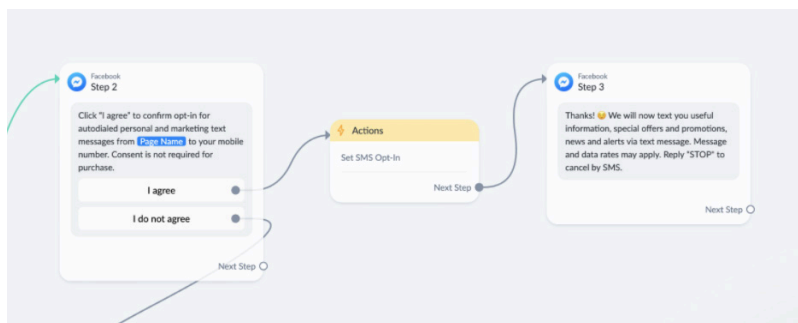 Facebook
Step 2
Click "I agree" to confirm opt-in for
autodialed personal and marketing text
messages from Page Name to your mobile
number. Consent is not required for
purchase.
I agree
I do not agree
Next Step
Actions
Set SMS Opt-In
Next Step
Facebook
Step 3
Thanks! 😊 We will now text you useful
information, special offers and promotions,
news and alerts via text message. Message
and data rates may apply. Reply "STOP" to
cancel by SMS.
Next Step